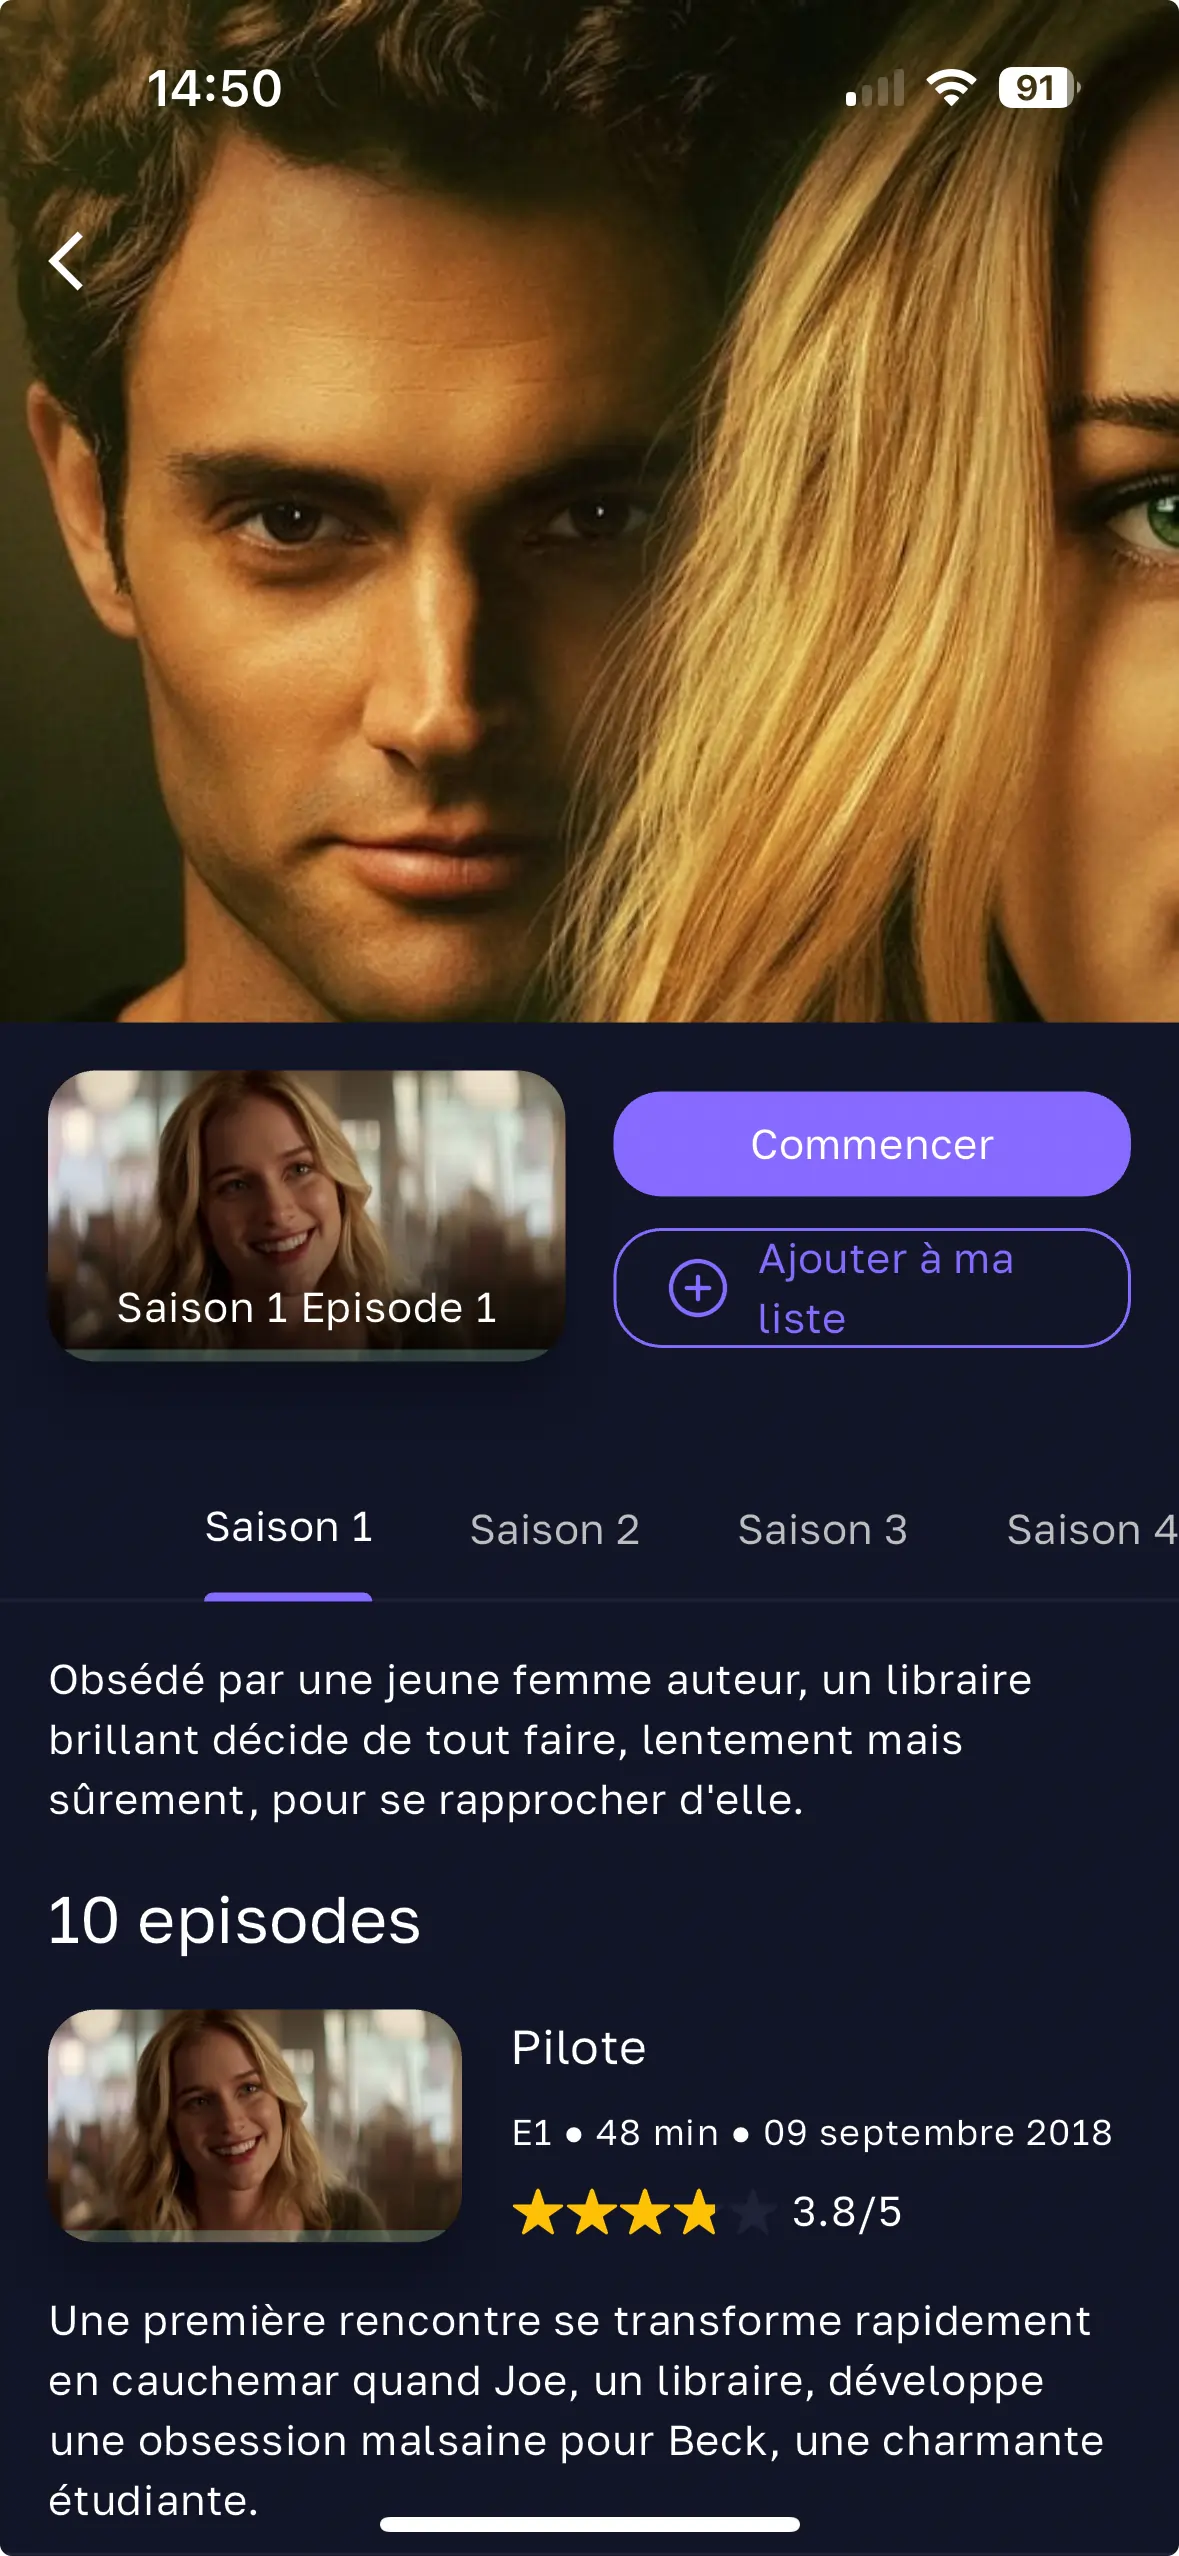 14:50
91
Commencer
Saison 1 Episode 1
Ajouter à ma
liste
Saison 1 Saison 2 Saison 3 Saison 4
Obsédé par une jeune femme auteur, un libraire
brillant décide de tout faire, lentement mais
sûrement, pour se rapprocher d'elle.
10 episodes
Pilote
E1 ● 48 min ● 09 septembre 2018
3.8/5
Une première rencontre se transforme rapidement
en cauchemar quand Joe, un libraire, développe
une obsession malsaine pour Beck, une charmante
étudiante.